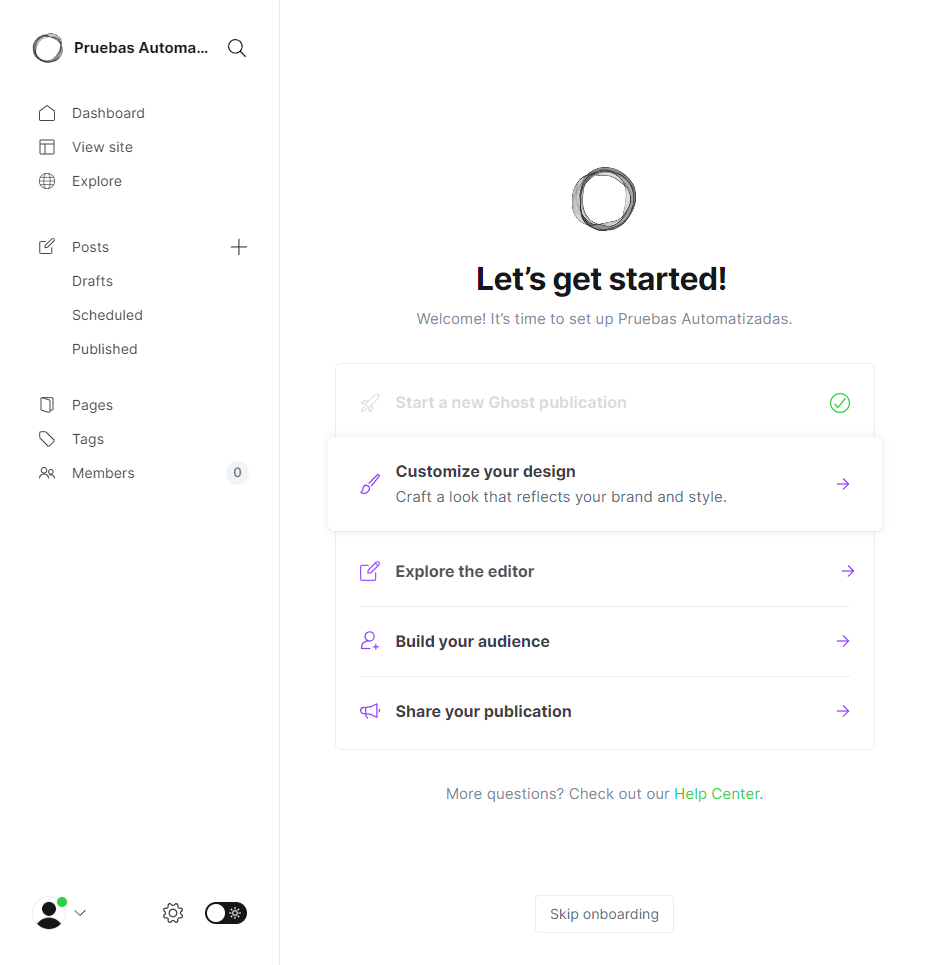 Pruebas Automa...
Dashboard
View site
Explore
Posts
Drafts
Scheduled
Published
Pages
Tags
Members 0
Let’s get started!
Welcome! It’s time to set up Pruebas Automatizadas.
Start a new Ghost publication
Customize your design
Craft a look that reflects your brand and style.
Explore the editor
Build your audience
Share your publication
More questions? Check out our Help Center.
Skip onboarding